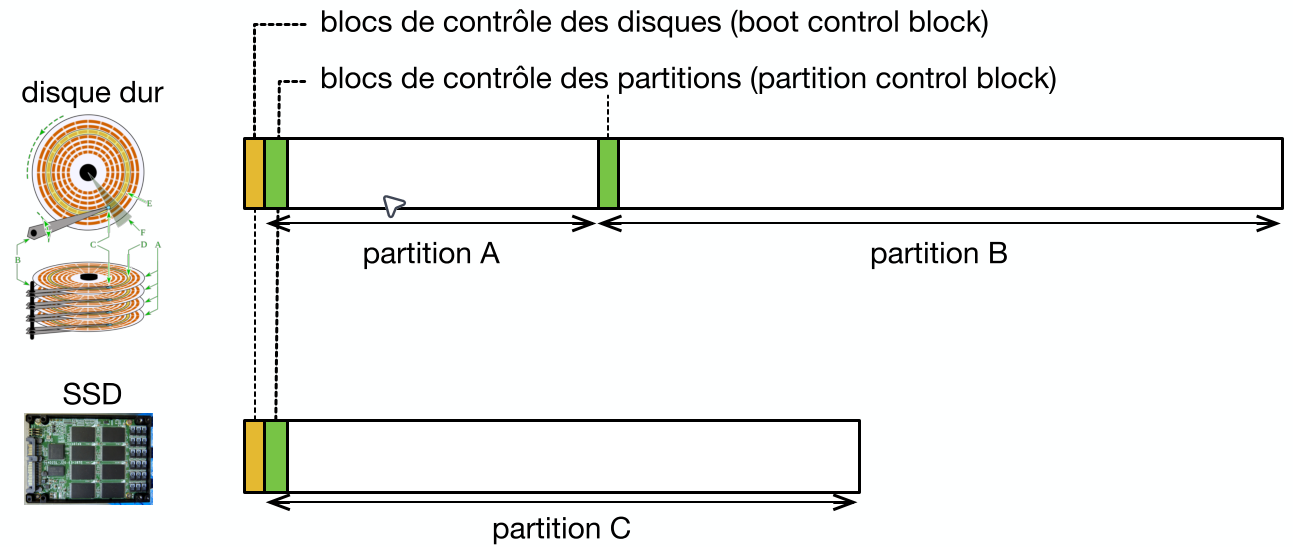 blocs de contrôle des disques (boot control block)
blocs de contrôle des partitions (partition control block)
disque dur
E
F
C
D
A
B
partition A
partition B
SSD
partition C